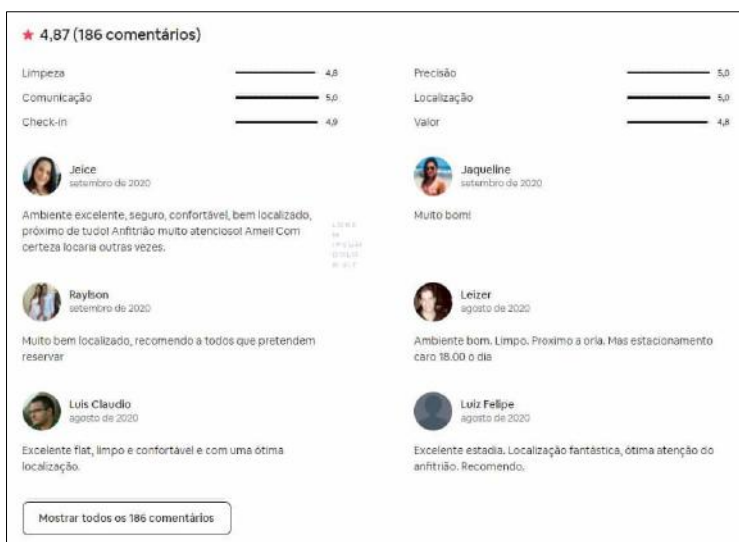 ★ 4,87 (186 comentários)
Limpeza 4,8
Precisão 5,0
Comunicação 5,0
Localização 5,0
Check-in 4,9
Valor 4,8
Jeice
setembro de 2020
Ambiente excelente, seguro, confortável, bem localizado,
próximo de tudo! Anfitrião muito atencioso! Amei! Com
certeza locaria outras vezes.
Jaqueline
setembro de 2020
Muito bom!
LORE
M
IPSUM
DOLO
R SIT
Raylson
setembro de 2020
Muito bem localizado, recomendo a todos que pretendem
reservar
Leizer
agosto de 2020
Ambiente bom. Limpo. Proximo a orla. Mas estacionamento
caro 18.00 o dia
Luis Claudio
agosto de 2020
Excelente flat, limpo e confortável e com uma ótima
localização.
Luiz Felipe
agosto de 2020
Excelente estadia. Localização fantástica, ótima atenção do
anfitrião. Recomendo.
Mostrar todos os 186 comentários